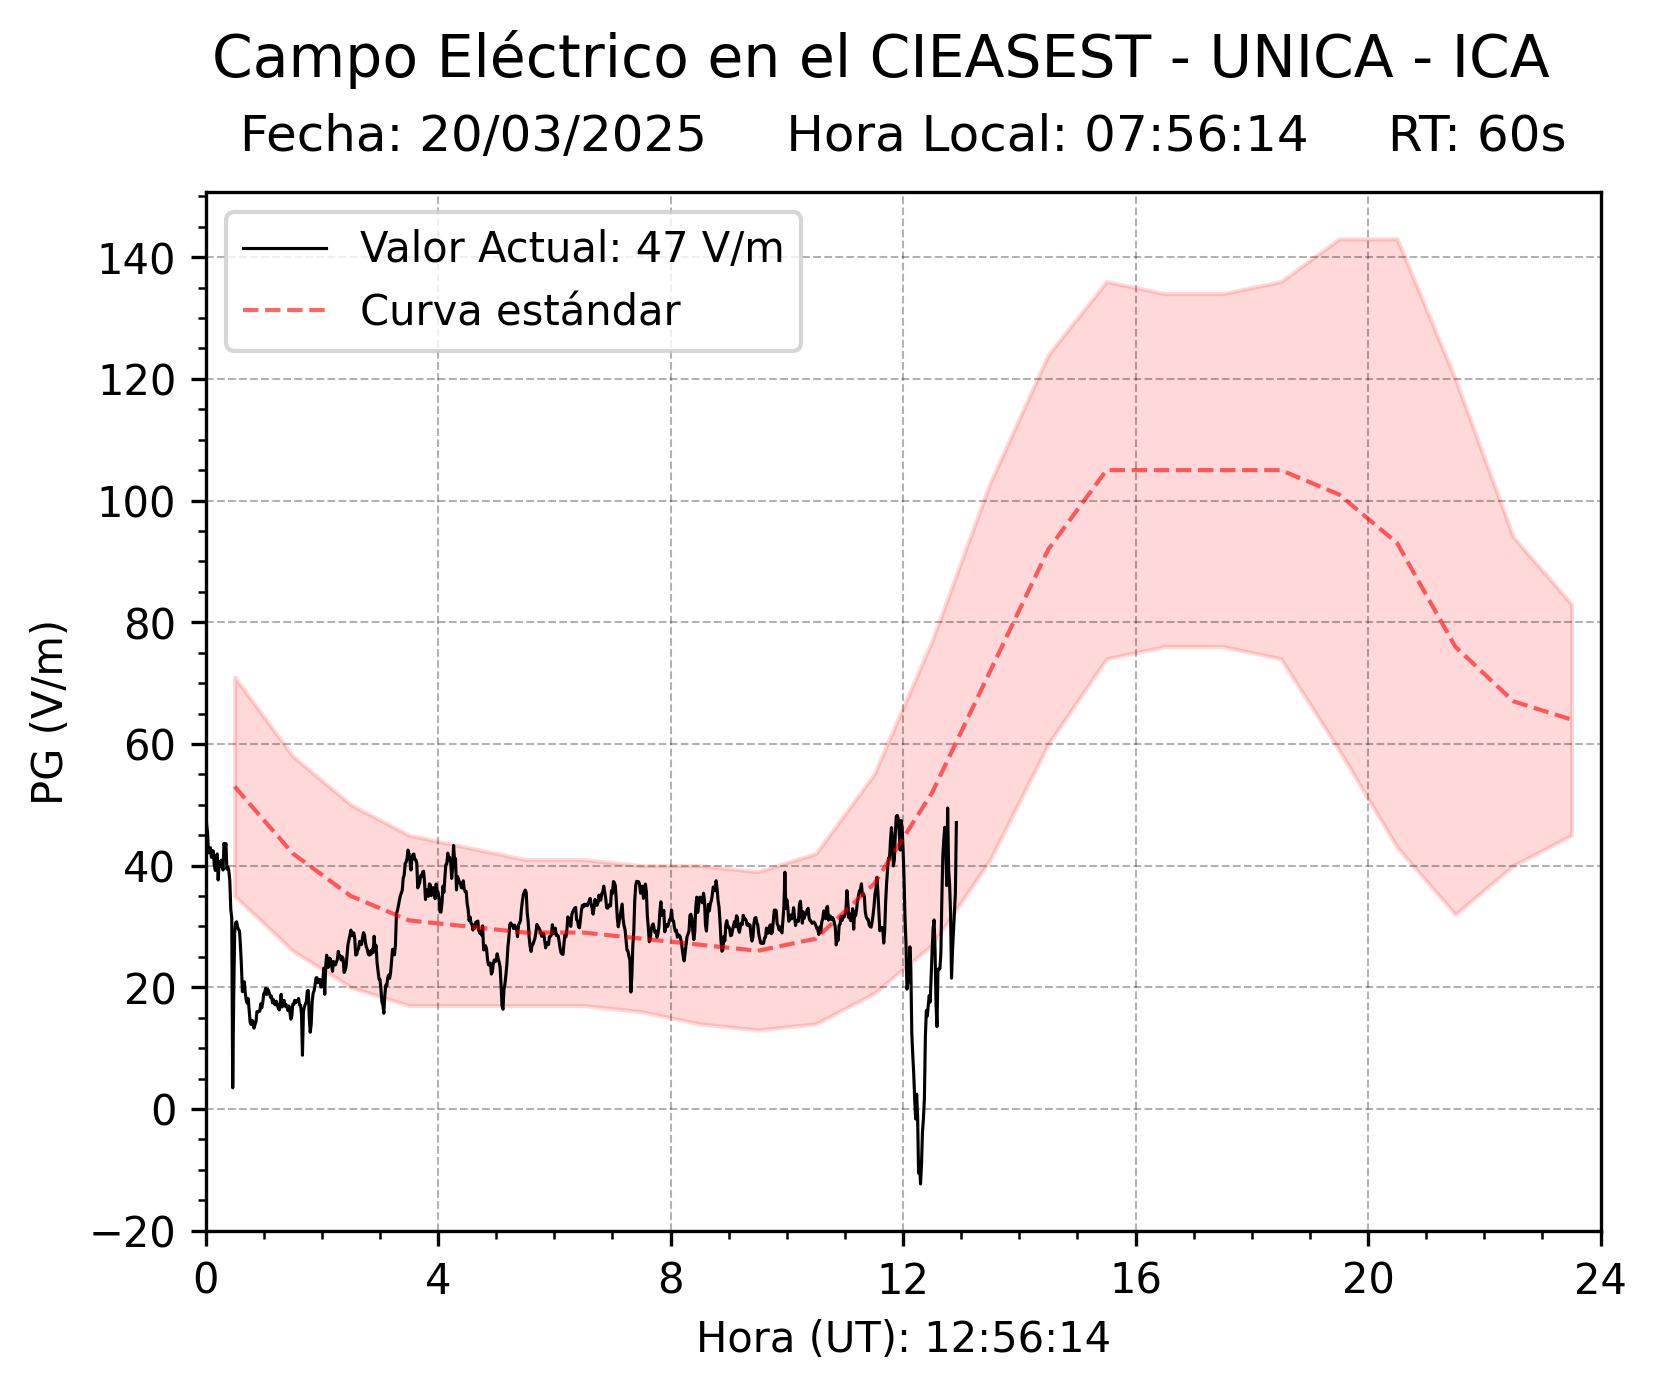 Campo Eléctrico en el CIEASEST - UNICA - ICA
Fecha: 20/03/2025 Hora Local: 07:56:14 RT: 60s
Valor Actual: 47 V/m
Curva estándar
PG (V/m)
140
120
100
80
60
40
20
0
−20
0 4 8 12 16 20 24
Hora (UT): 12:56:14